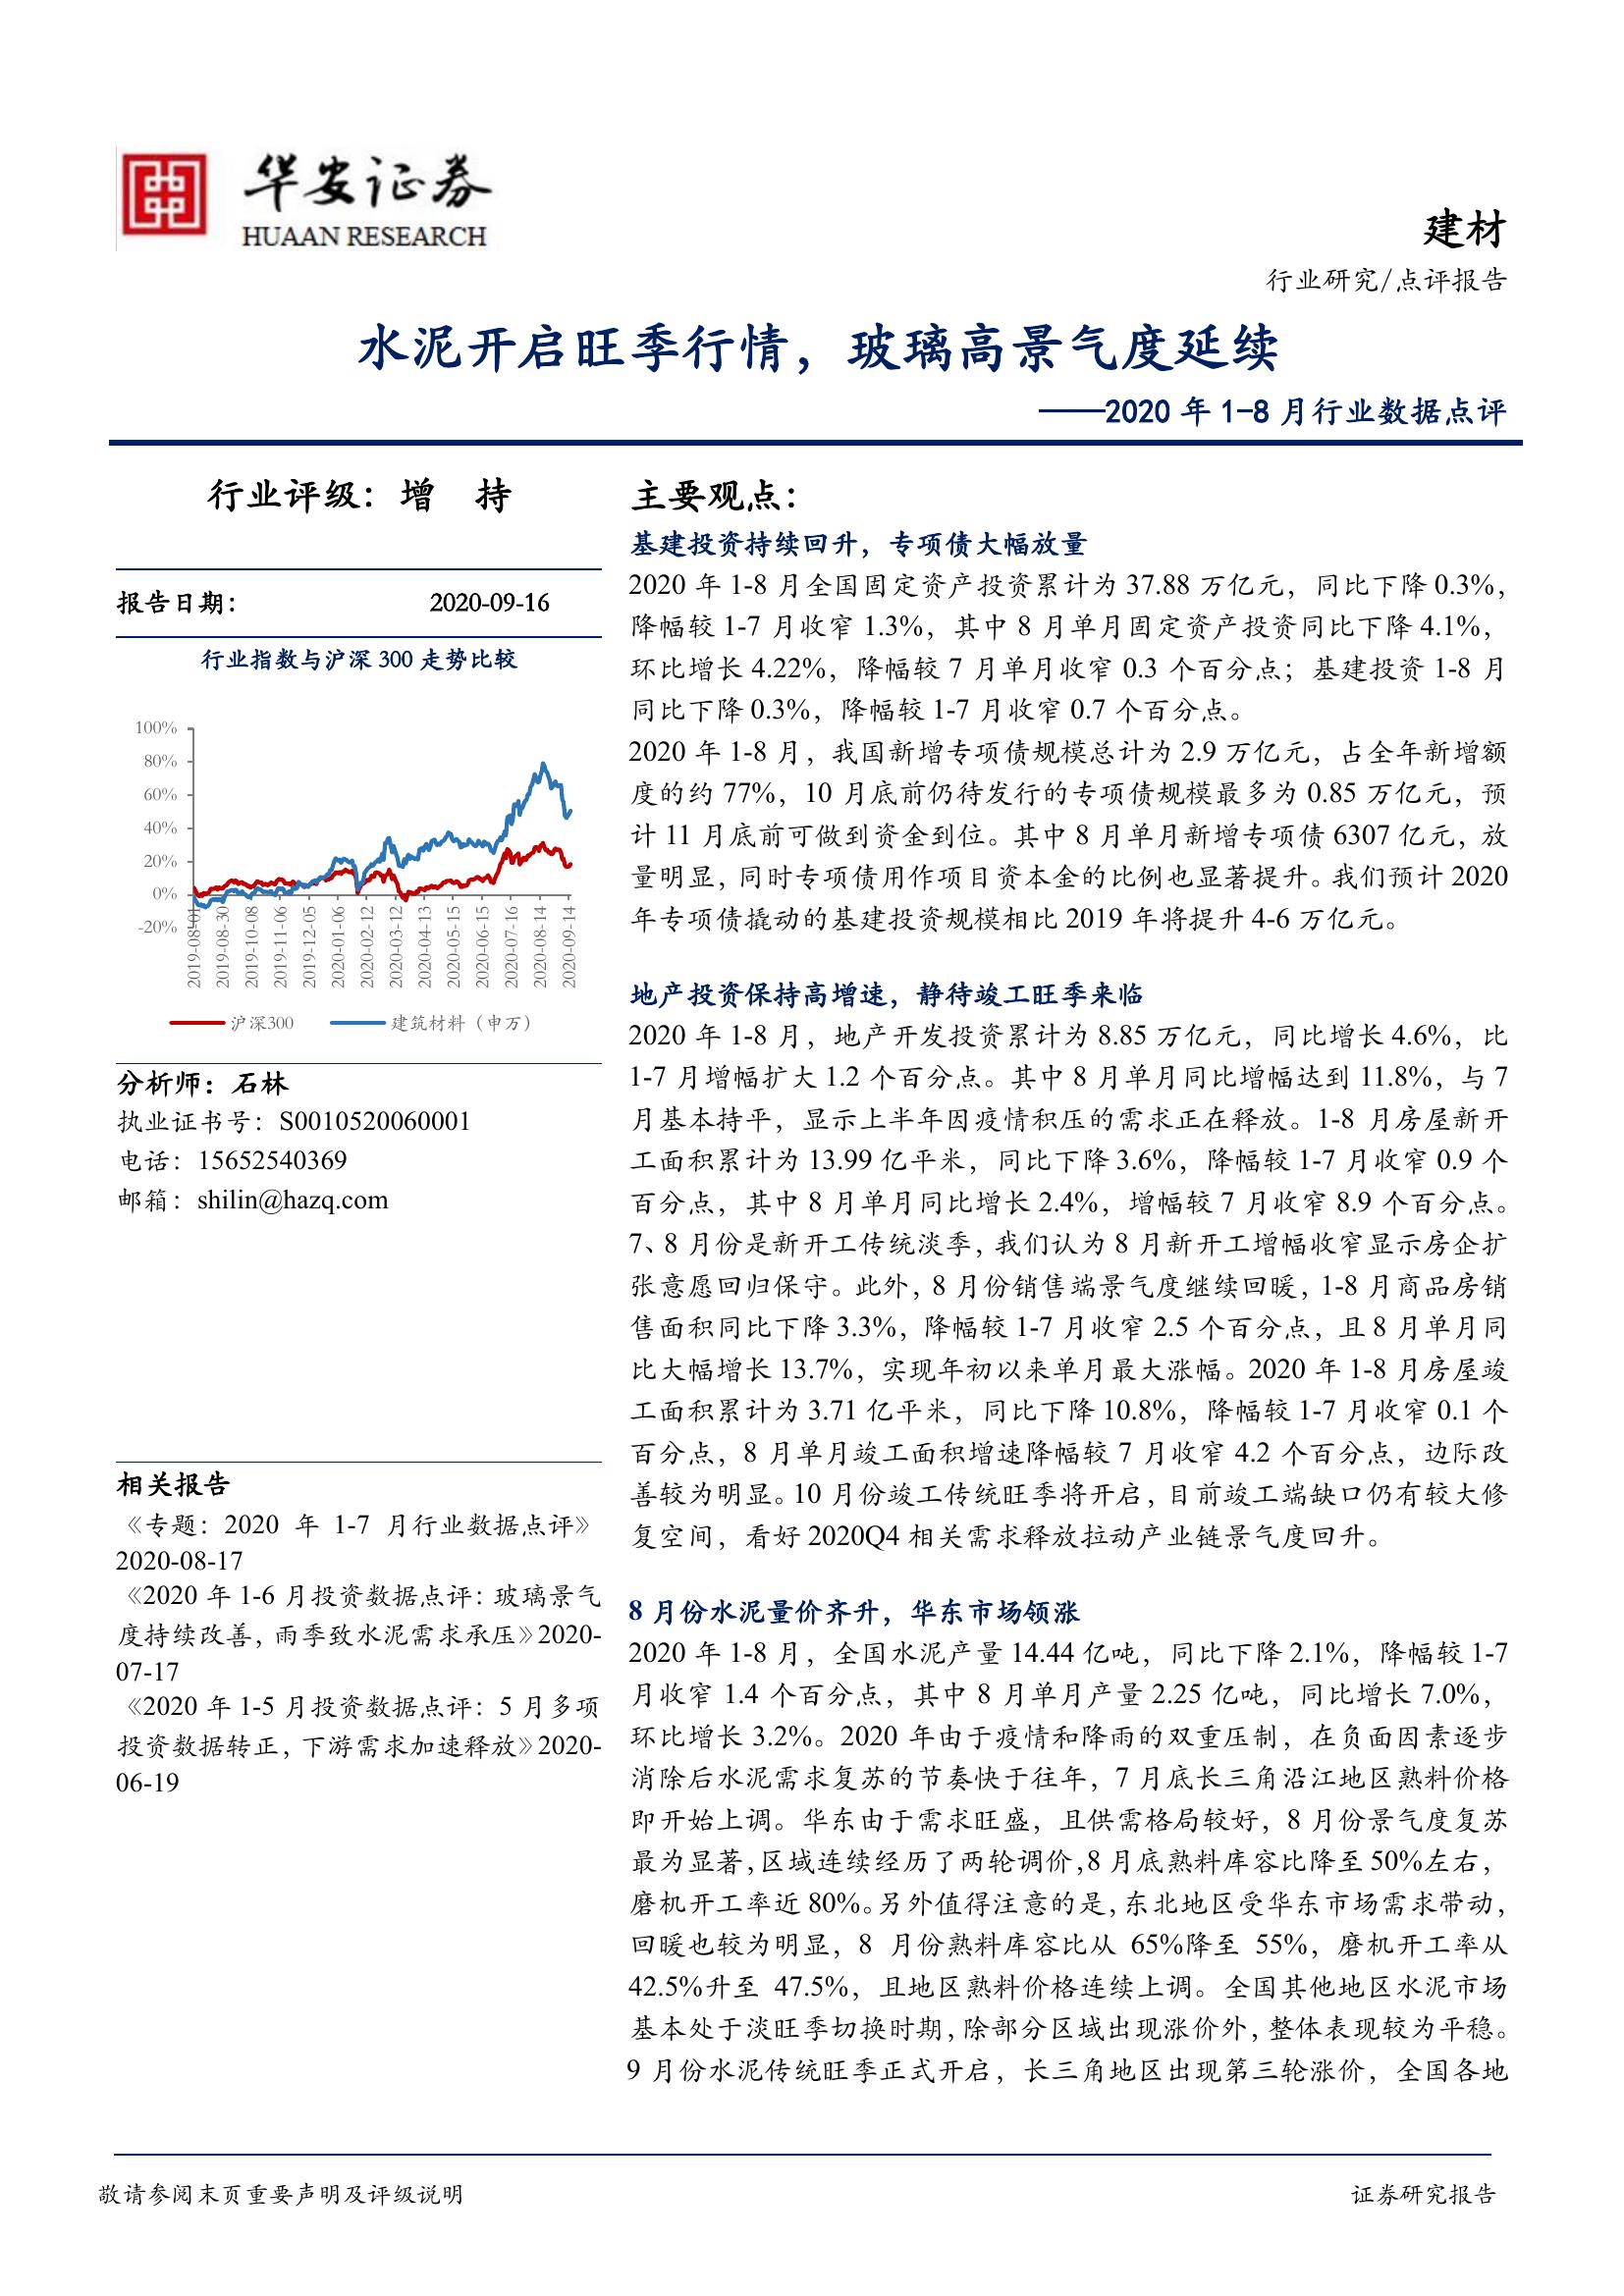 华安证券
HUAAN RESEARCH
建材
行业研究/点评报告
水泥开启旺季行情，玻璃高景气度延续
——2020 年 1-8 月行业数据点评
行业评级：增 持
报告日期： 2020-09-16
行业指数与沪深 300 走势比较
100%
80%
60%
40%
20%
0%
-20%
2019-08-01
2019-08-30
2019-10-08
2019-11-06
2019-12-05
2020-01-06
2020-02-12
2020-03-12
2020-04-13
2020-05-15
2020-06-15
2020-07-16
2020-08-14
2020-09-14
沪深300 建筑材料（申万）
分析师：石林
执业证书号：S0010520060001
电话：15652540369
邮箱：shilin@hazq.com
相关报告
《专题：2020 年 1-7 月行业数据点评》
2020-08-17
《2020 年 1-6 月投资数据点评：玻璃景气
度持续改善，雨季致水泥需求承压》2020-
07-17
《2020 年 1-5 月投资数据点评：5 月多项
投资数据转正，下游需求加速释放》2020-
06-19
主要观点：
基建投资持续回升，专项债大幅放量
2020 年 1-8 月全国固定资产投资累计为 37.88 万亿元，同比下降 0.3%，
降幅较 1-7 月收窄 1.3%，其中 8 月单月固定资产投资同比下降 4.1%，
环比增长 4.22%，降幅较 7 月单月收窄 0.3 个百分点；基建投资 1-8 月
同比下降 0.3%，降幅较 1-7 月收窄 0.7 个百分点。
2020 年 1-8 月，我国新增专项债规模总计为 2.9 万亿元，占全年新增额
度的约 77%，10 月底前仍待发行的专项债规模最多为 0.85 万亿元，预
计 11 月底前可做到资金到位。其中 8 月单月新增专项债 6307 亿元，放
量明显，同时专项债用作项目资本金的比例也显著提升。我们预计 2020
年专项债撬动的基建投资规模相比 2019 年将提升 4-6 万亿元。
地产投资保持高增速，静待竣工旺季来临
2020 年 1-8 月，地产开发投资累计为 8.85 万亿元，同比增长 4.6%，比
1-7 月增幅扩大 1.2 个百分点。其中 8 月单月同比增幅达到 11.8%，与 7
月基本持平，显示上半年因疫情积压的需求正在释放。1-8 月房屋新开
工面积累计为 13.99 亿平米，同比下降 3.6%，降幅较 1-7 月收窄 0.9 个
百分点，其中 8 月单月同比增长 2.4%，增幅较 7 月收窄 8.9 个百分点。
7、8 月份是新开工传统淡季，我们认为 8 月新开工增幅收窄显示房企扩
张意愿回归保守。此外，8 月份销售端景气度继续回暖，1-8 月商品房销
售面积同比下降 3.3%，降幅较 1-7 月收窄 2.5 个百分点，且 8 月单月同
比大幅增长 13.7%，实现年初以来单月最大涨幅。2020 年 1-8 月房屋竣
工面积累计为 3.71 亿平米，同比下降 10.8%，降幅较 1-7 月收窄 0.1 个
百分点，8 月单月竣工面积增速降幅较 7 月收窄 4.2 个百分点，边际改
善较为明显。10 月份竣工传统旺季将开启，目前竣工端缺口仍有较大修
复空间，看好 2020Q4 相关需求释放拉动产业链景气度回升。
8 月份水泥量价齐升，华东市场领涨
2020 年 1-8 月，全国水泥产量 14.44 亿吨，同比下降 2.1%，降幅较 1-7
月收窄 1.4 个百分点，其中 8 月单月产量 2.25 亿吨，同比增长 7.0%，
环比增长 3.2%。2020 年由于疫情和降雨的双重压制，在负面因素逐步
消除后水泥需求复苏的节奏快于往年，7 月底长三角沿江地区熟料价格
即开始上调。华东由于需求旺盛，且供需格局较好，8 月份景气度复苏
最为显著，区域连续经历了两轮调价，8 月底熟料库容比降至 50%左右，
磨机开工率近 80%。另外值得注意的是，东北地区受华东市场需求带动，
回暖也较为明显，8 月份熟料库容比从 65%降至 55%，磨机开工率从
42.5%升至 47.5%，且地区熟料价格连续上调。全国其他地区水泥市场
基本处于淡旺季切换时期，除部分区域出现涨价外，整体表现较为平稳。
9 月份水泥传统旺季正式开启，长三角地区出现第三轮涨价，全国各地
敬请参阅末页重要声明及评级说明 证券研究报告